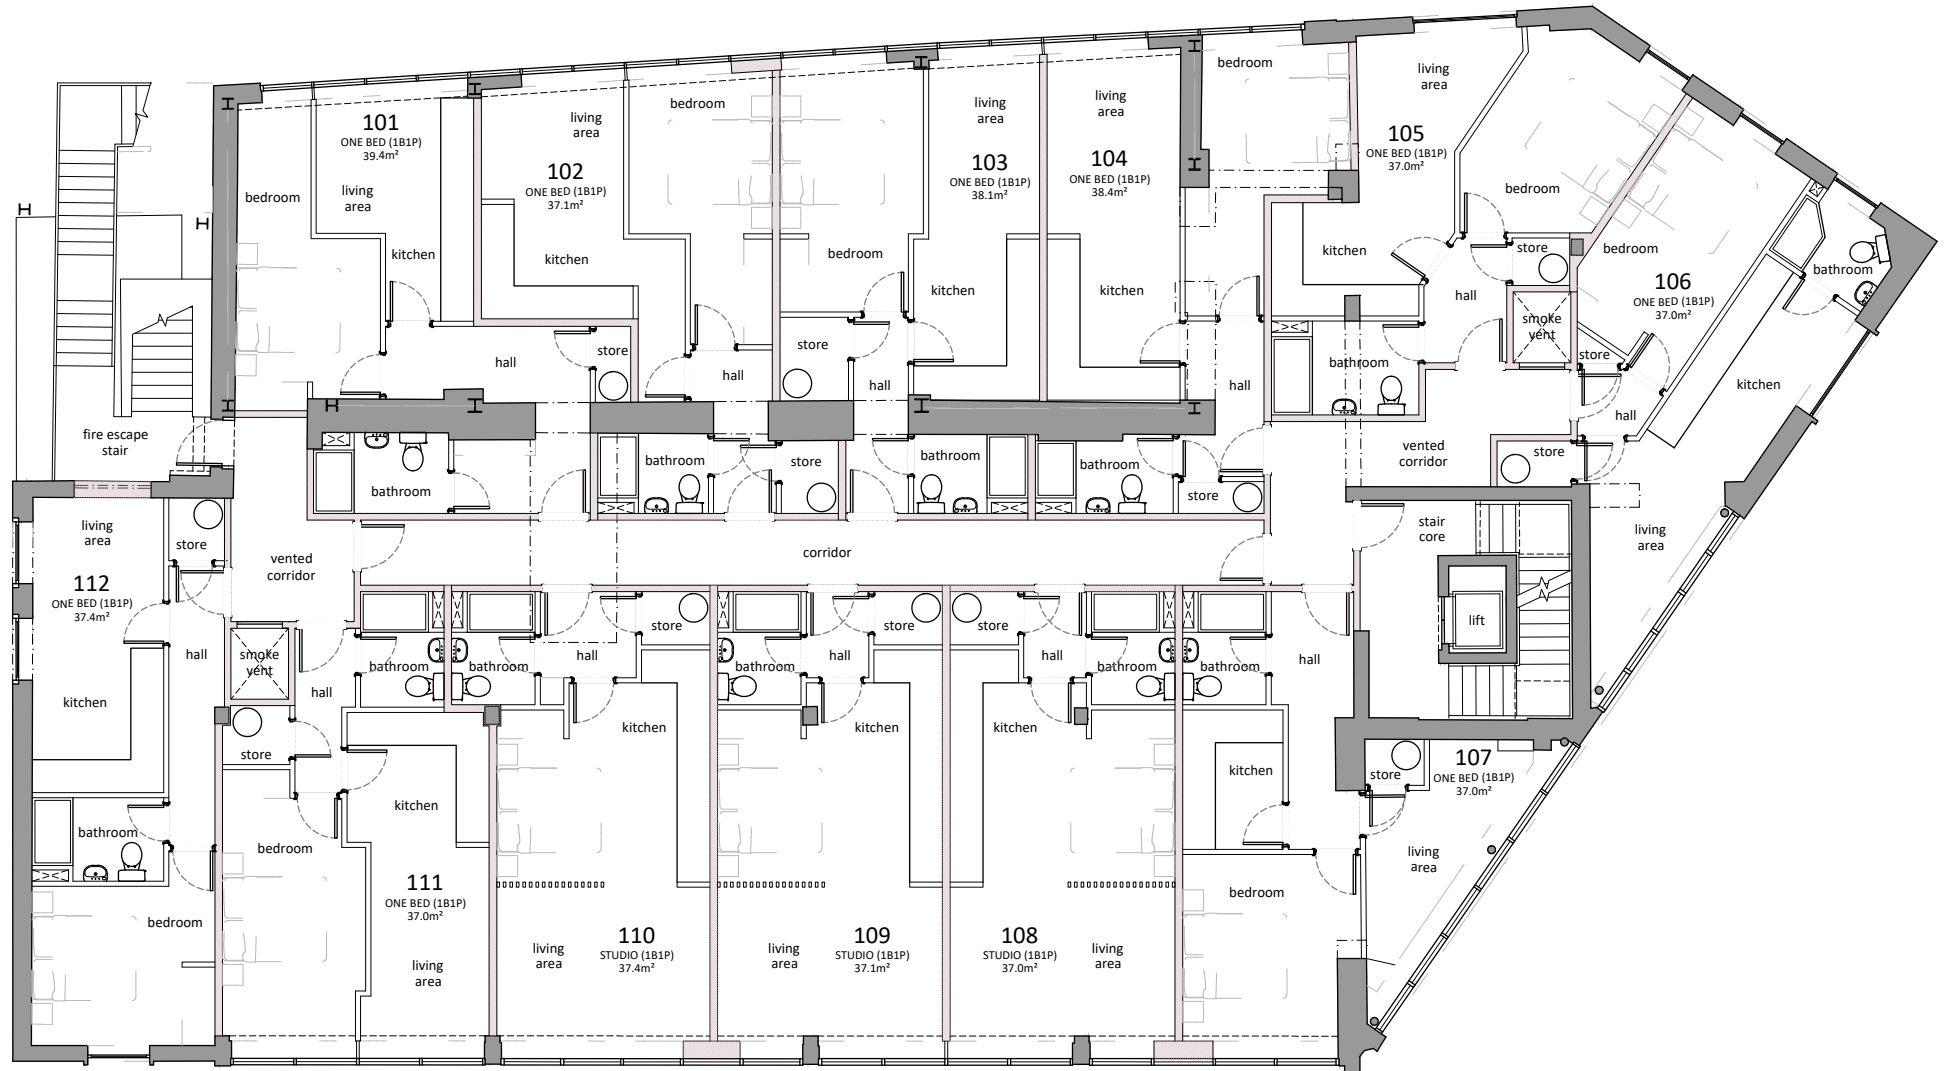 101
ONE BED (1B1P)
39.4m²
bedroom
living
area
kitchen
hall
store
bathroom
102
ONE BED (1B1P)
37.1m²
living
area
bedroom
kitchen
hall
bathroom
store
103
ONE BED (1B1P)
38.1m²
living
area
bedroom
kitchen
store
hall
bathroom
104
ONE BED (1B1P)
38.4m²
living
area
bedroom
kitchen
hall
bathroom
store
105
ONE BED (1B1P)
37.0m²
living
area
bedroom
kitchen
hall
store
bathroom
smoke
vent
106
ONE BED (1B1P)
37.0m²
bedroom
bathroom
kitchen
store
hall
store
living
area
vented
corridor
fire escape
stair
corridor
vented
corridor
stair
core
lift
112
ONE BED (1B1P)
37.4m²
living
area
store
hall
kitchen
bathroom
bedroom
smoke
vent
111
ONE BED (1B1P)
37.0m²
hall
bathroom
store
kitchen
bedroom
living
area
110
STUDIO (1B1P)
37.4m²
bathroom
hall
store
kitchen
living
area
109
STUDIO (1B1P)
37.1m²
bathroom
hall
store
kitchen
living
area
108
STUDIO (1B1P)
37.0m²
store
hall
bathroom
kitchen
living
area
107
ONE BED (1B1P)
37.0m²
bathroom
hall
kitchen
store
bedroom
living
area